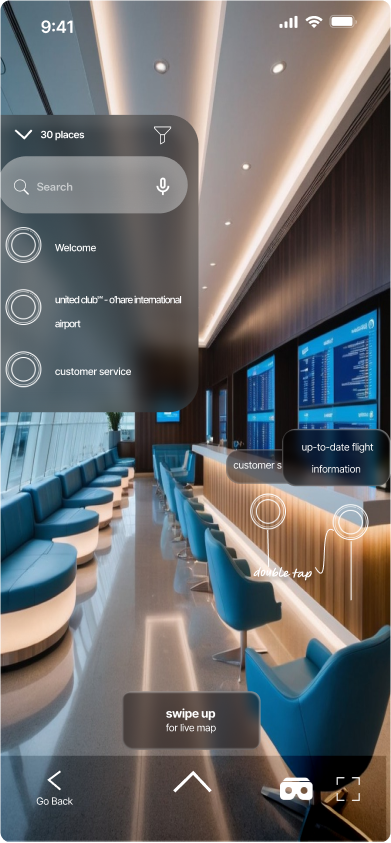 9:41
30 places
Search
Welcome
united club℠ - o'hare international
airport
customer service
up-to-date flight
information
customer s
double tap
swipe up
for live map
Go Back